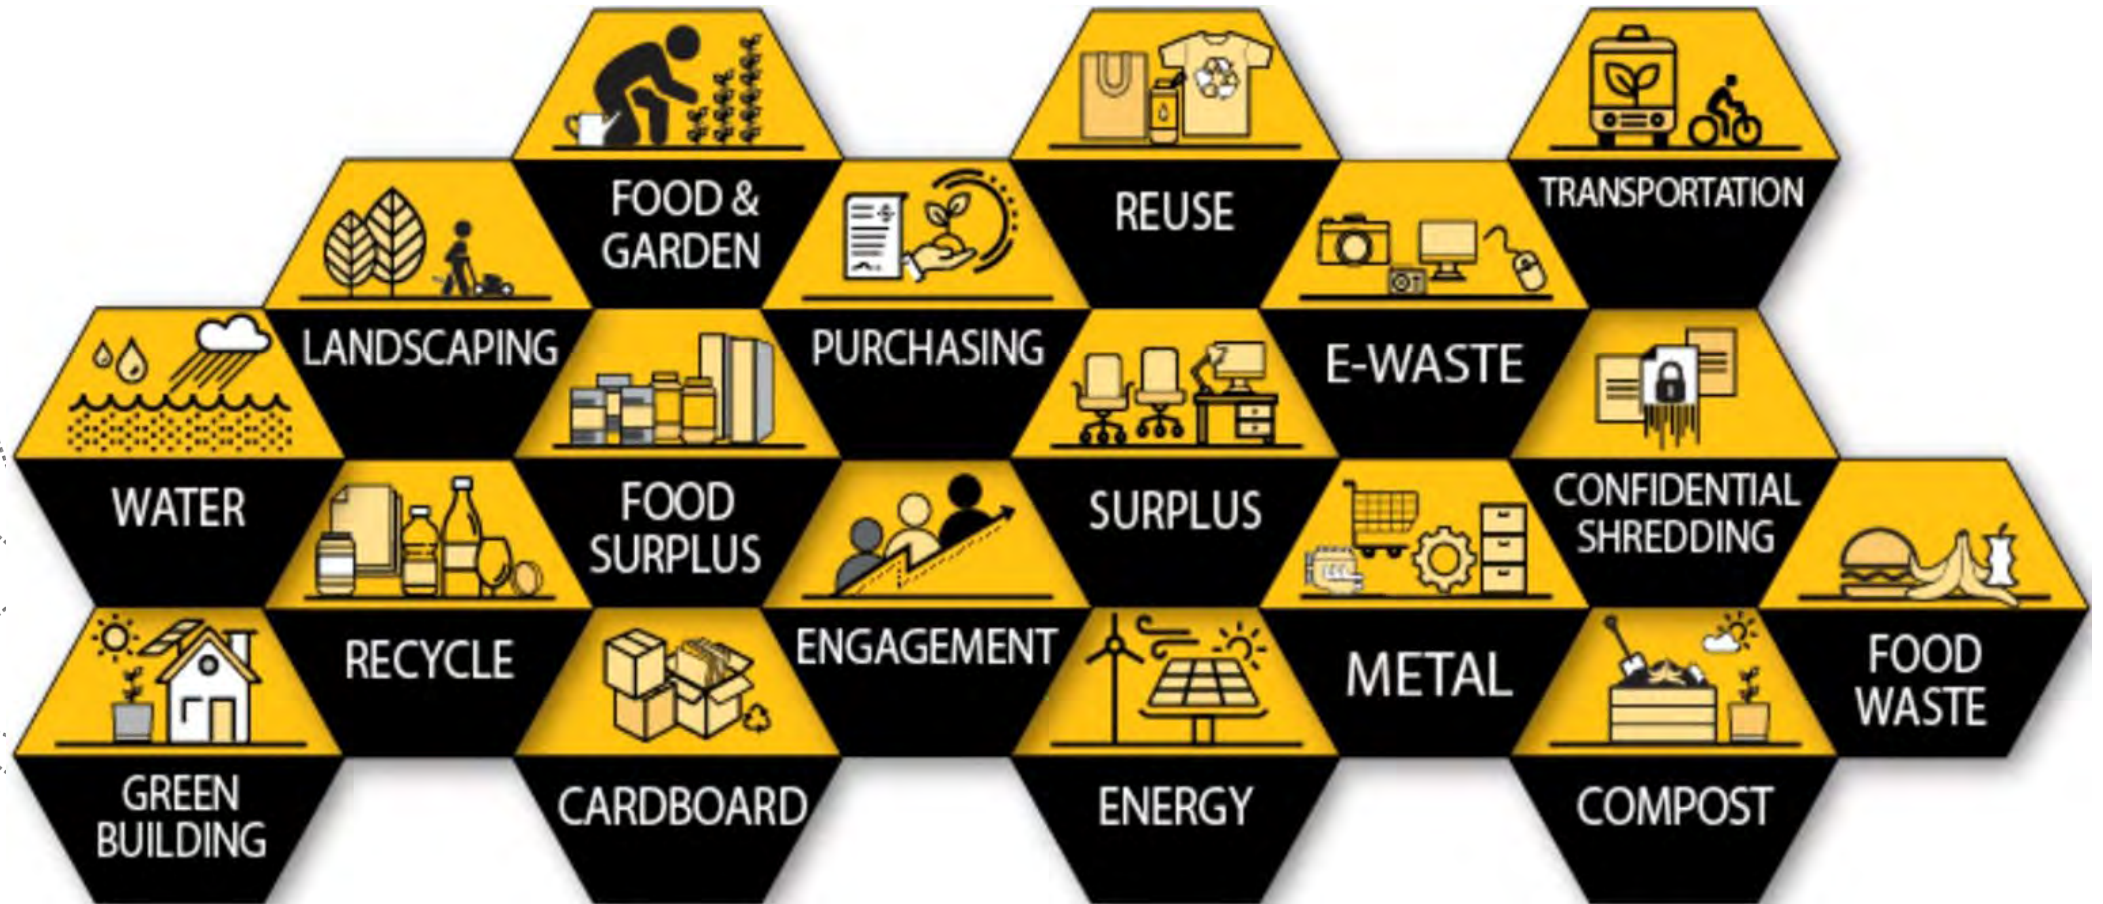 FOOD &
GARDEN
REUSE
TRANSPORTATION
LANDSCAPING
PURCHASING
E-WASTE
WATER
FOOD
SURPLUS
SURPLUS
CONFIDENTIAL
SHREDDING
RECYCLE
ENGAGEMENT
METAL
FOOD
WASTE
GREEN
BUILDING
CARDBOARD
ENERGY
COMPOST